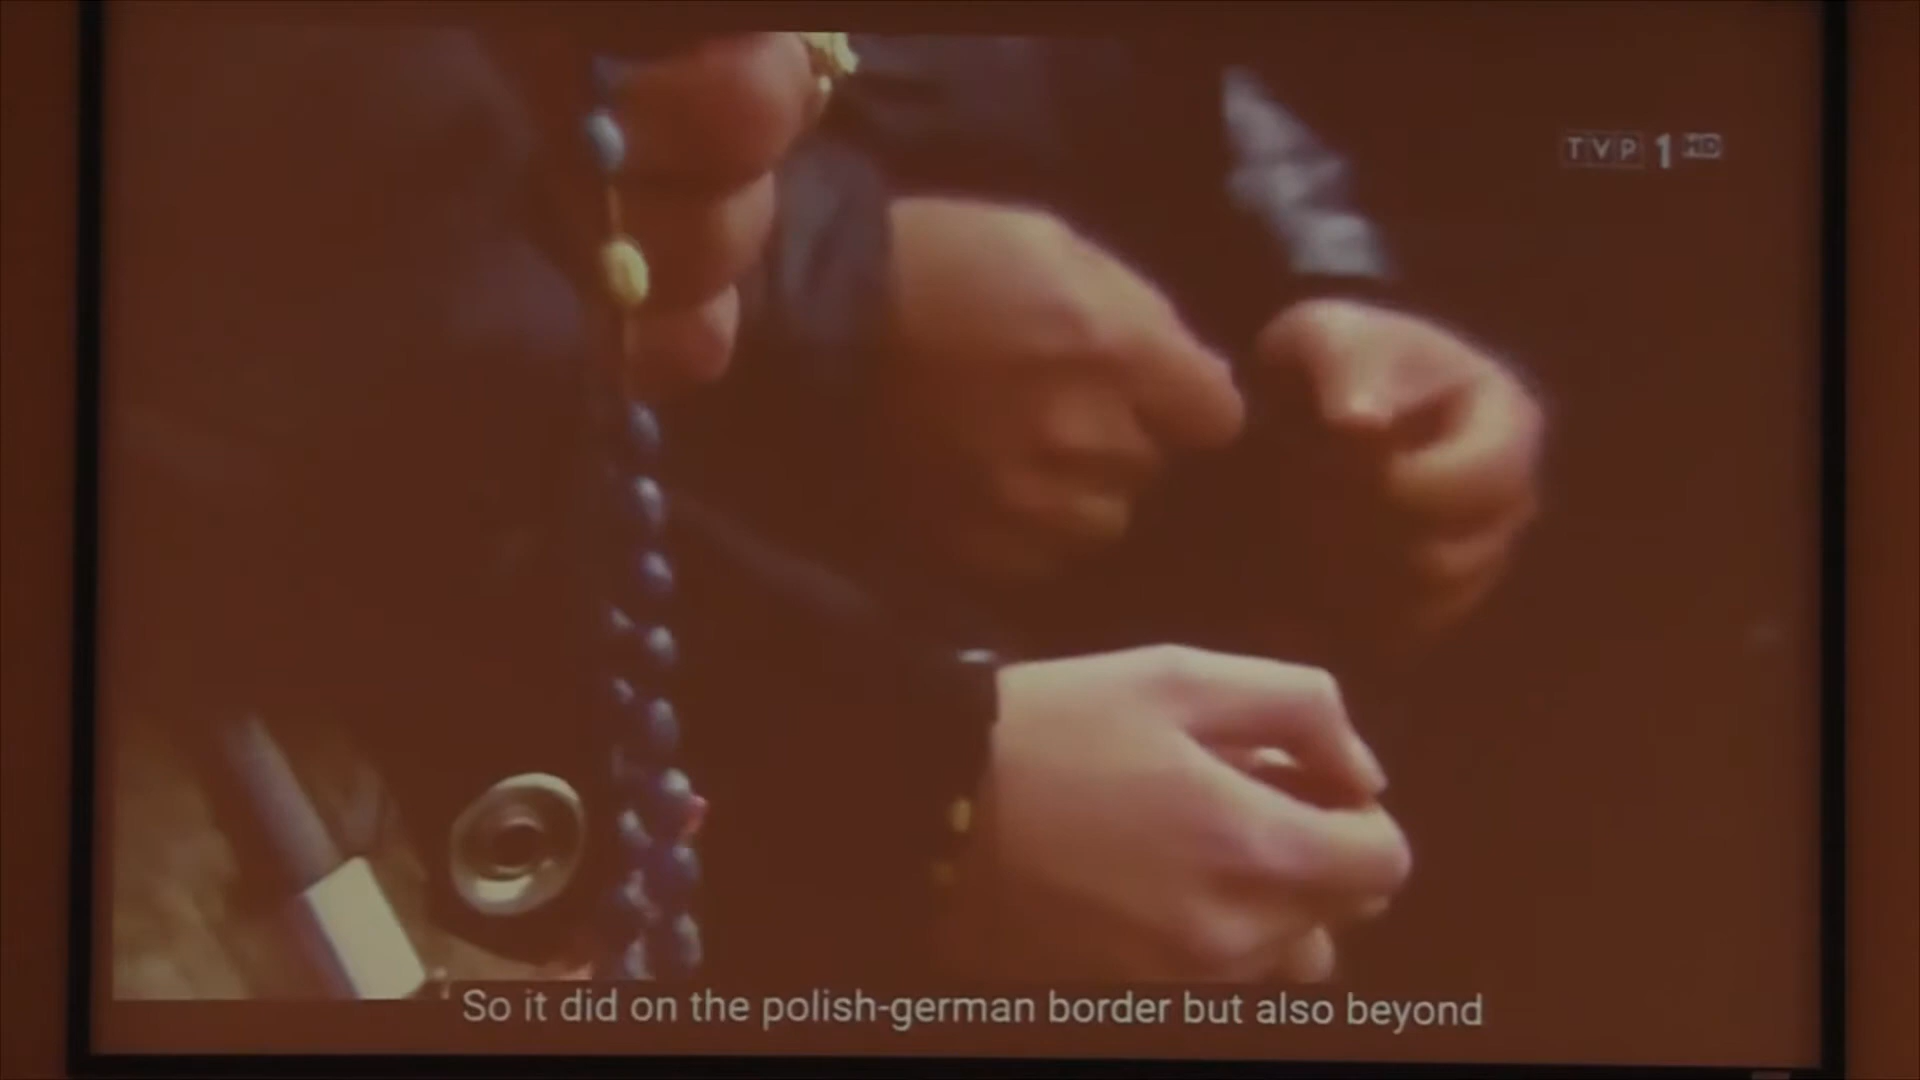 TVP 1 HD
So it did on the polish-german border but also beyond